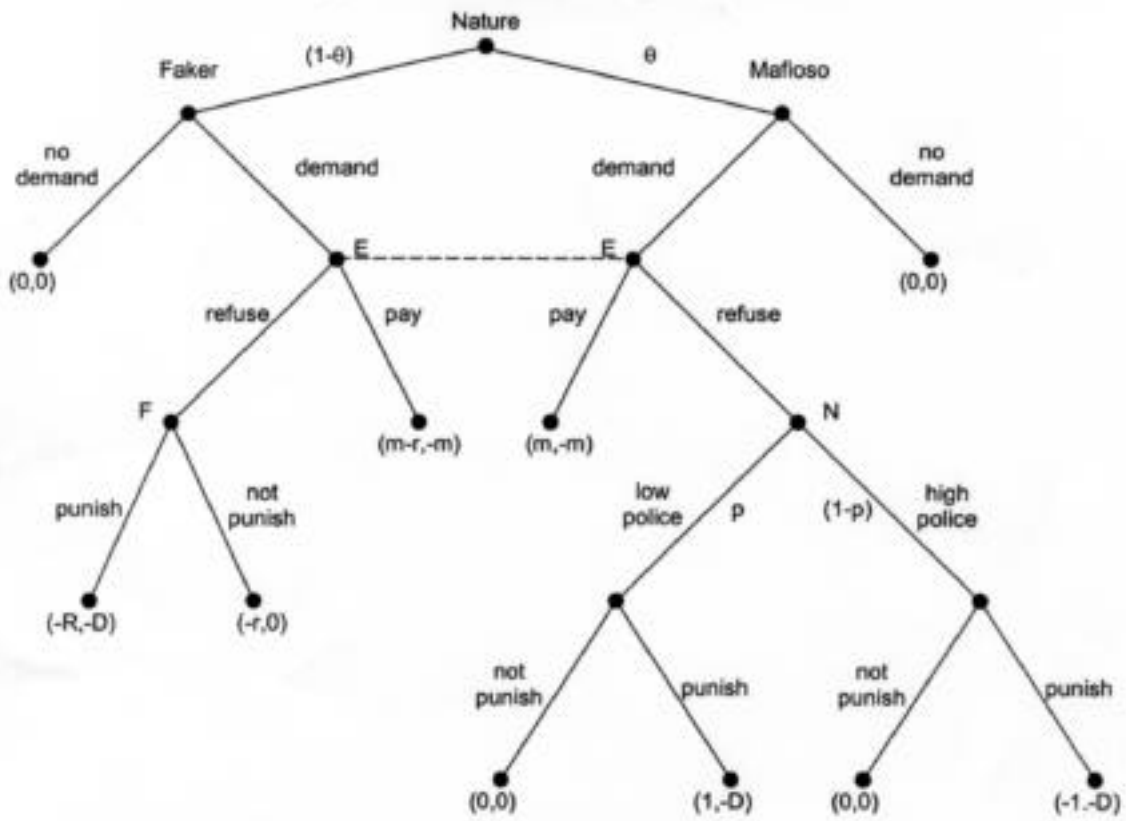 Nature
(1-θ)
θ
Faker
Mafioso
no
demand
demand
demand
no
demand
E
E
(0,0)
(0,0)
refuse
pay
pay
refuse
F
N
(m-r,-m)
(m,-m)
punish
not
punish
low
police
p
(1-p)
high
police
(-R,-D)
(-r,0)
not
punish
punish
not
punish
punish
(0,0)
(1,-D)
(0,0)
(-1.-D)